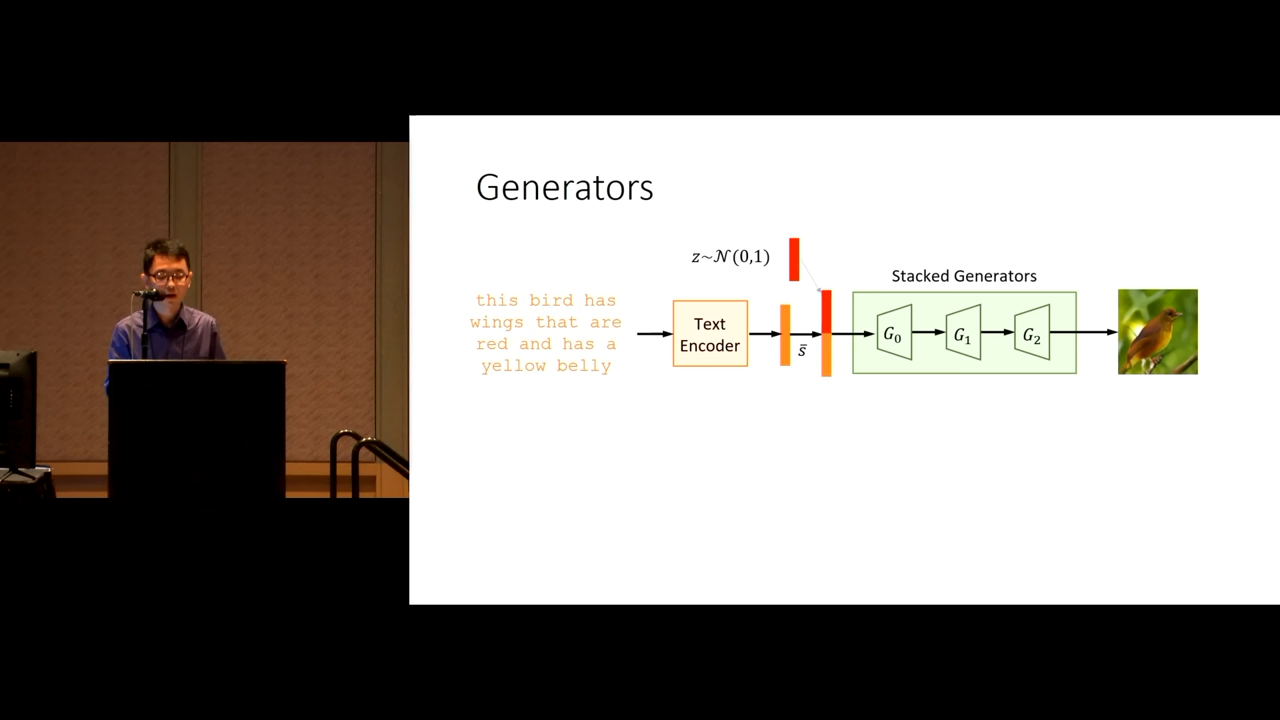 Generators
z~𝒩(0,1)
Stacked Generators
this bird has
wings that are
red and has a
yellow belly
Text
Encoder
s̄
G₀
G₁
G₂